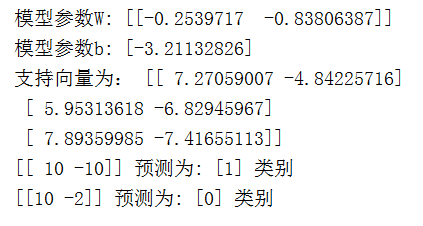 模型参数W: [[-0.2539717  -0.83806387]]
模型参数b: [-3.21132826]
支持向量为： [[ 7.27059007 -4.84225716]
 [ 5.95313618 -6.82945967]
 [ 7.89359985 -7.41655113]]
[[ 10 -10]] 预测为: [1] 类别
[[10 -2]] 预测为: [0] 类别